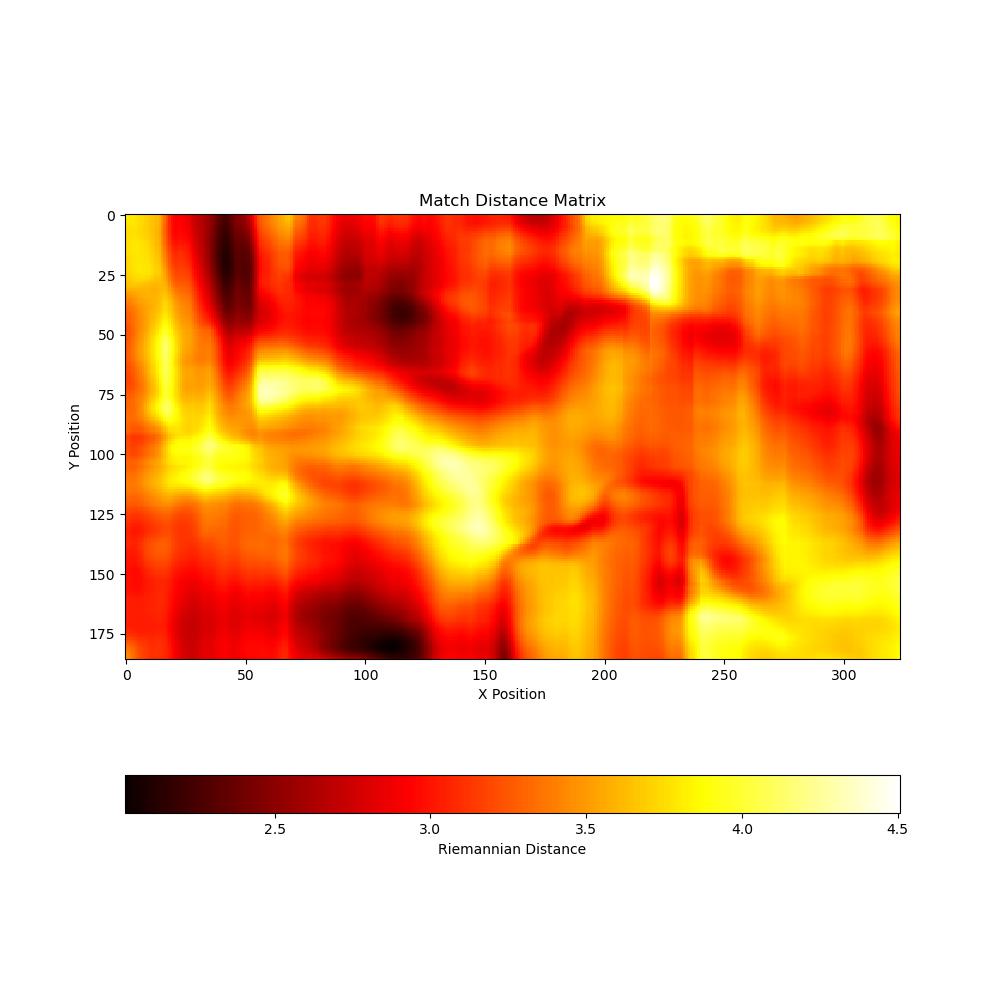 Match Distance Matrix
0
25
50
75
100
125
150
175
Y Position
0 50 100 150 200 250 300
X Position
2.5 3.0 3.5 4.0 4.5
Riemannian Distance